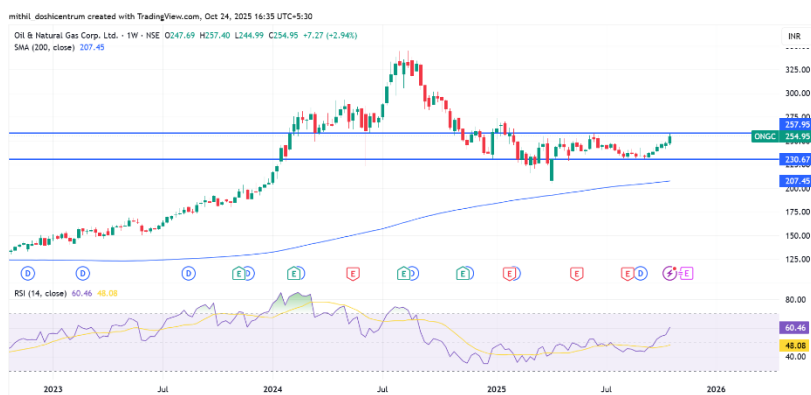 mithil_doshicentrum created with TradingView.com, Oct 24, 2025 16:35 UTC+5:30
Oil & Natural Gas Corp. Ltd. · 1W · NSE O247.69 H257.40 L244.99 C254.95 +7.27 (+2.94%)
SMA (200, close) 207.45
INR
325.00
300.00
275.00
257.95
ONGC 254.95
230.67
207.45
200.00
175.00
150.00
125.00
D D D E D E D E E D E D E D E E D E
RSI (14, close) 60.46 48.08
80.00
60.46
48.08
40.00
2023 Jul 2024 Jul 2025 Jul 2026